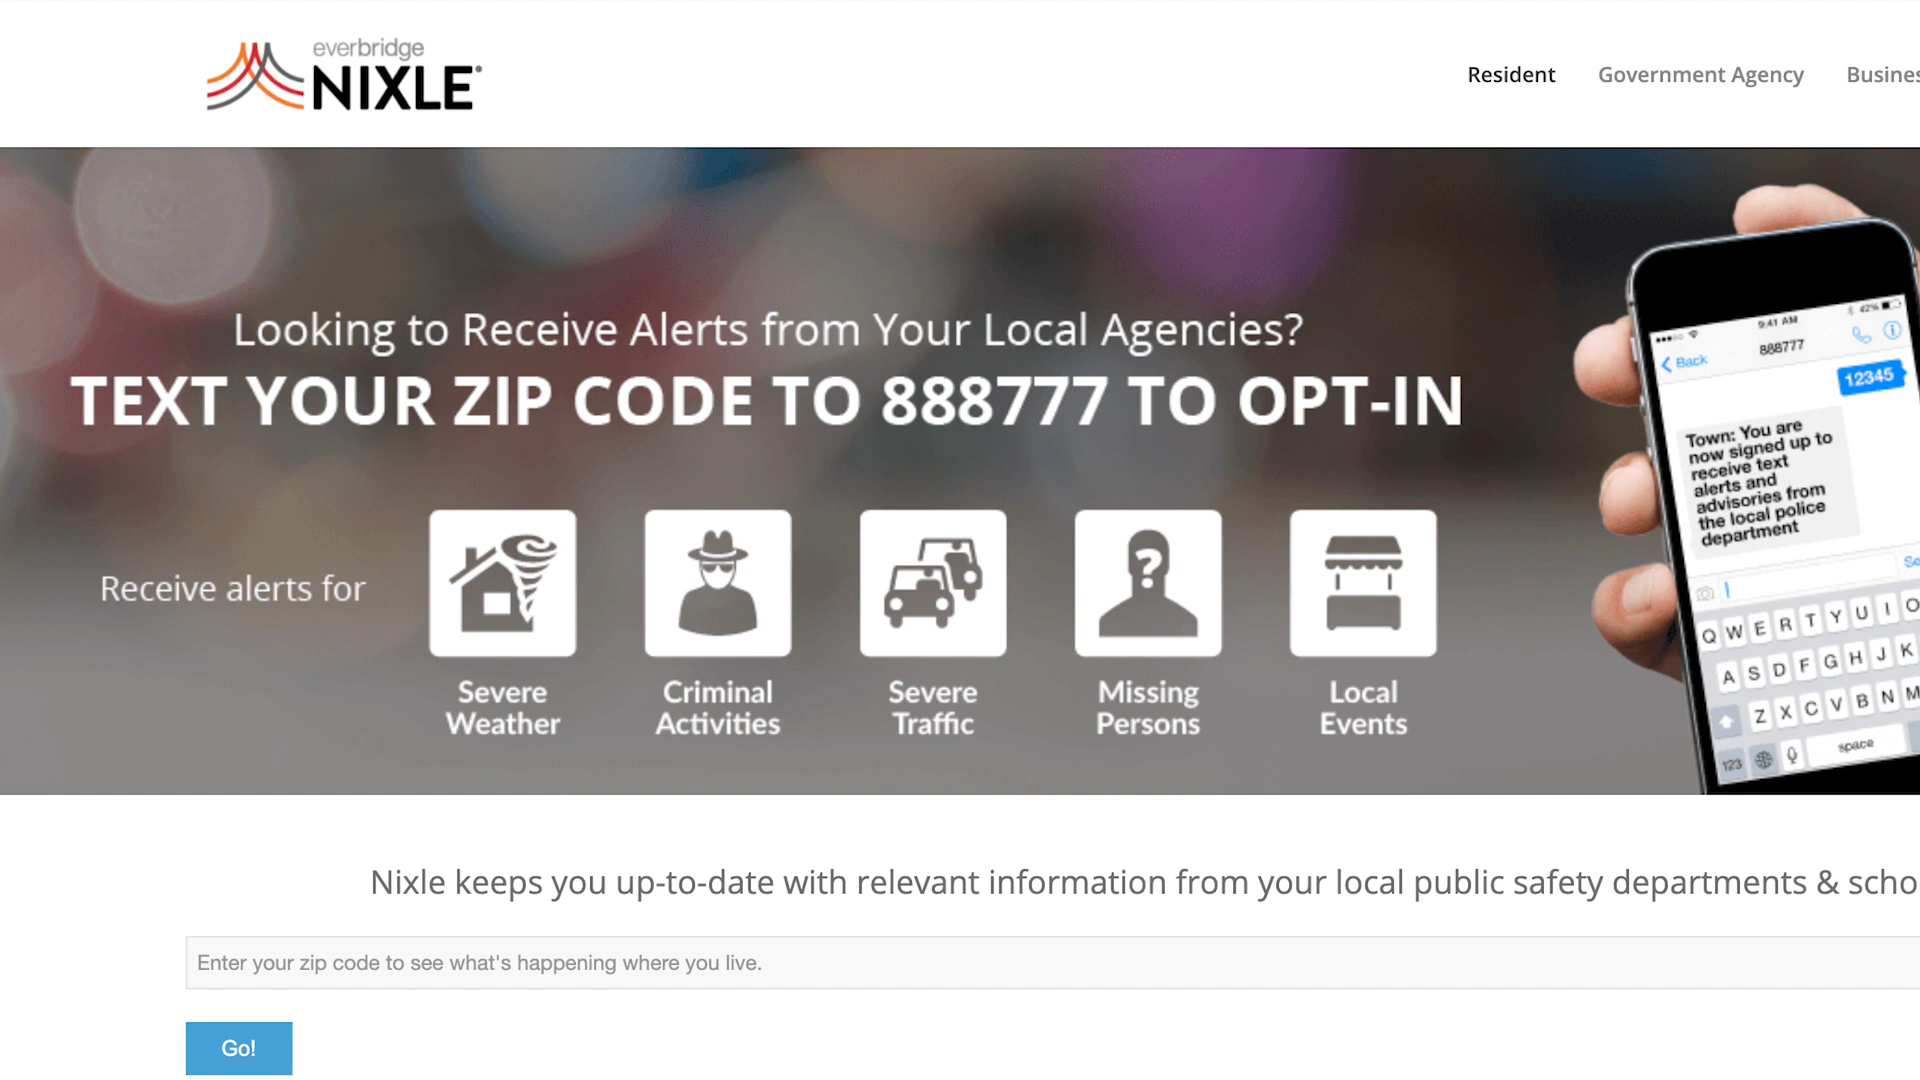 everbridge
NIXLE
Resident
Government Agency
Busines
Looking to Receive Alerts from Your Local Agencies?
TEXT YOUR ZIP CODE TO 888777 TO OPT-IN
Receive alerts for
?
Severe
Weather
Criminal
Activities
Severe
Traffic
Missing
Persons
Local
Events
9:41 AM
42%
Back
888777
12345
Town: You are
now signed up to
receive text
alerts and
advisories from
the local police
department
Se
Q W E R T Y U I O
A S D F G H J K
Z X C V B N M
123
space
Nixle keeps you up-to-date with relevant information from your local public safety departments & scho
Enter your zip code to see what's happening where you live.
Go!